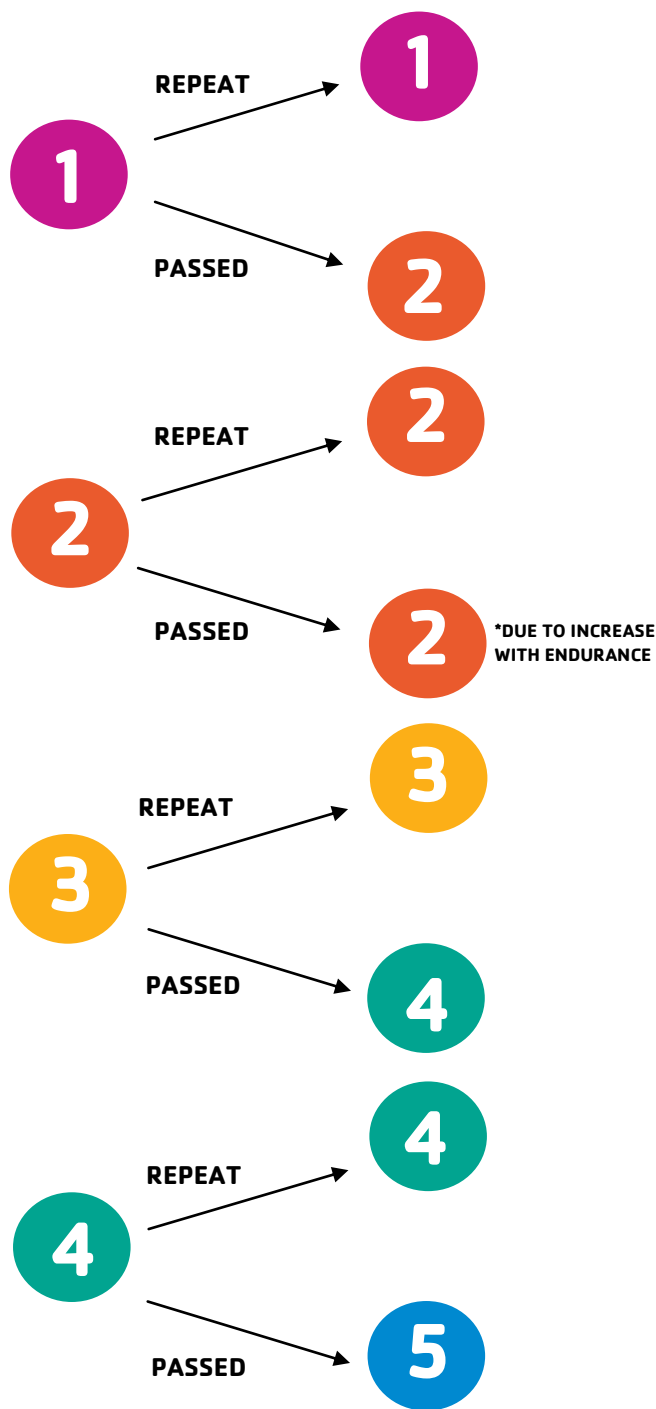 1
REPEAT
1
PASSED
2
2
REPEAT
2
PASSED
2
*DUE TO INCREASE
WITH ENDURANCE
3
REPEAT
3
PASSED
4
4
REPEAT
4
PASSED
5